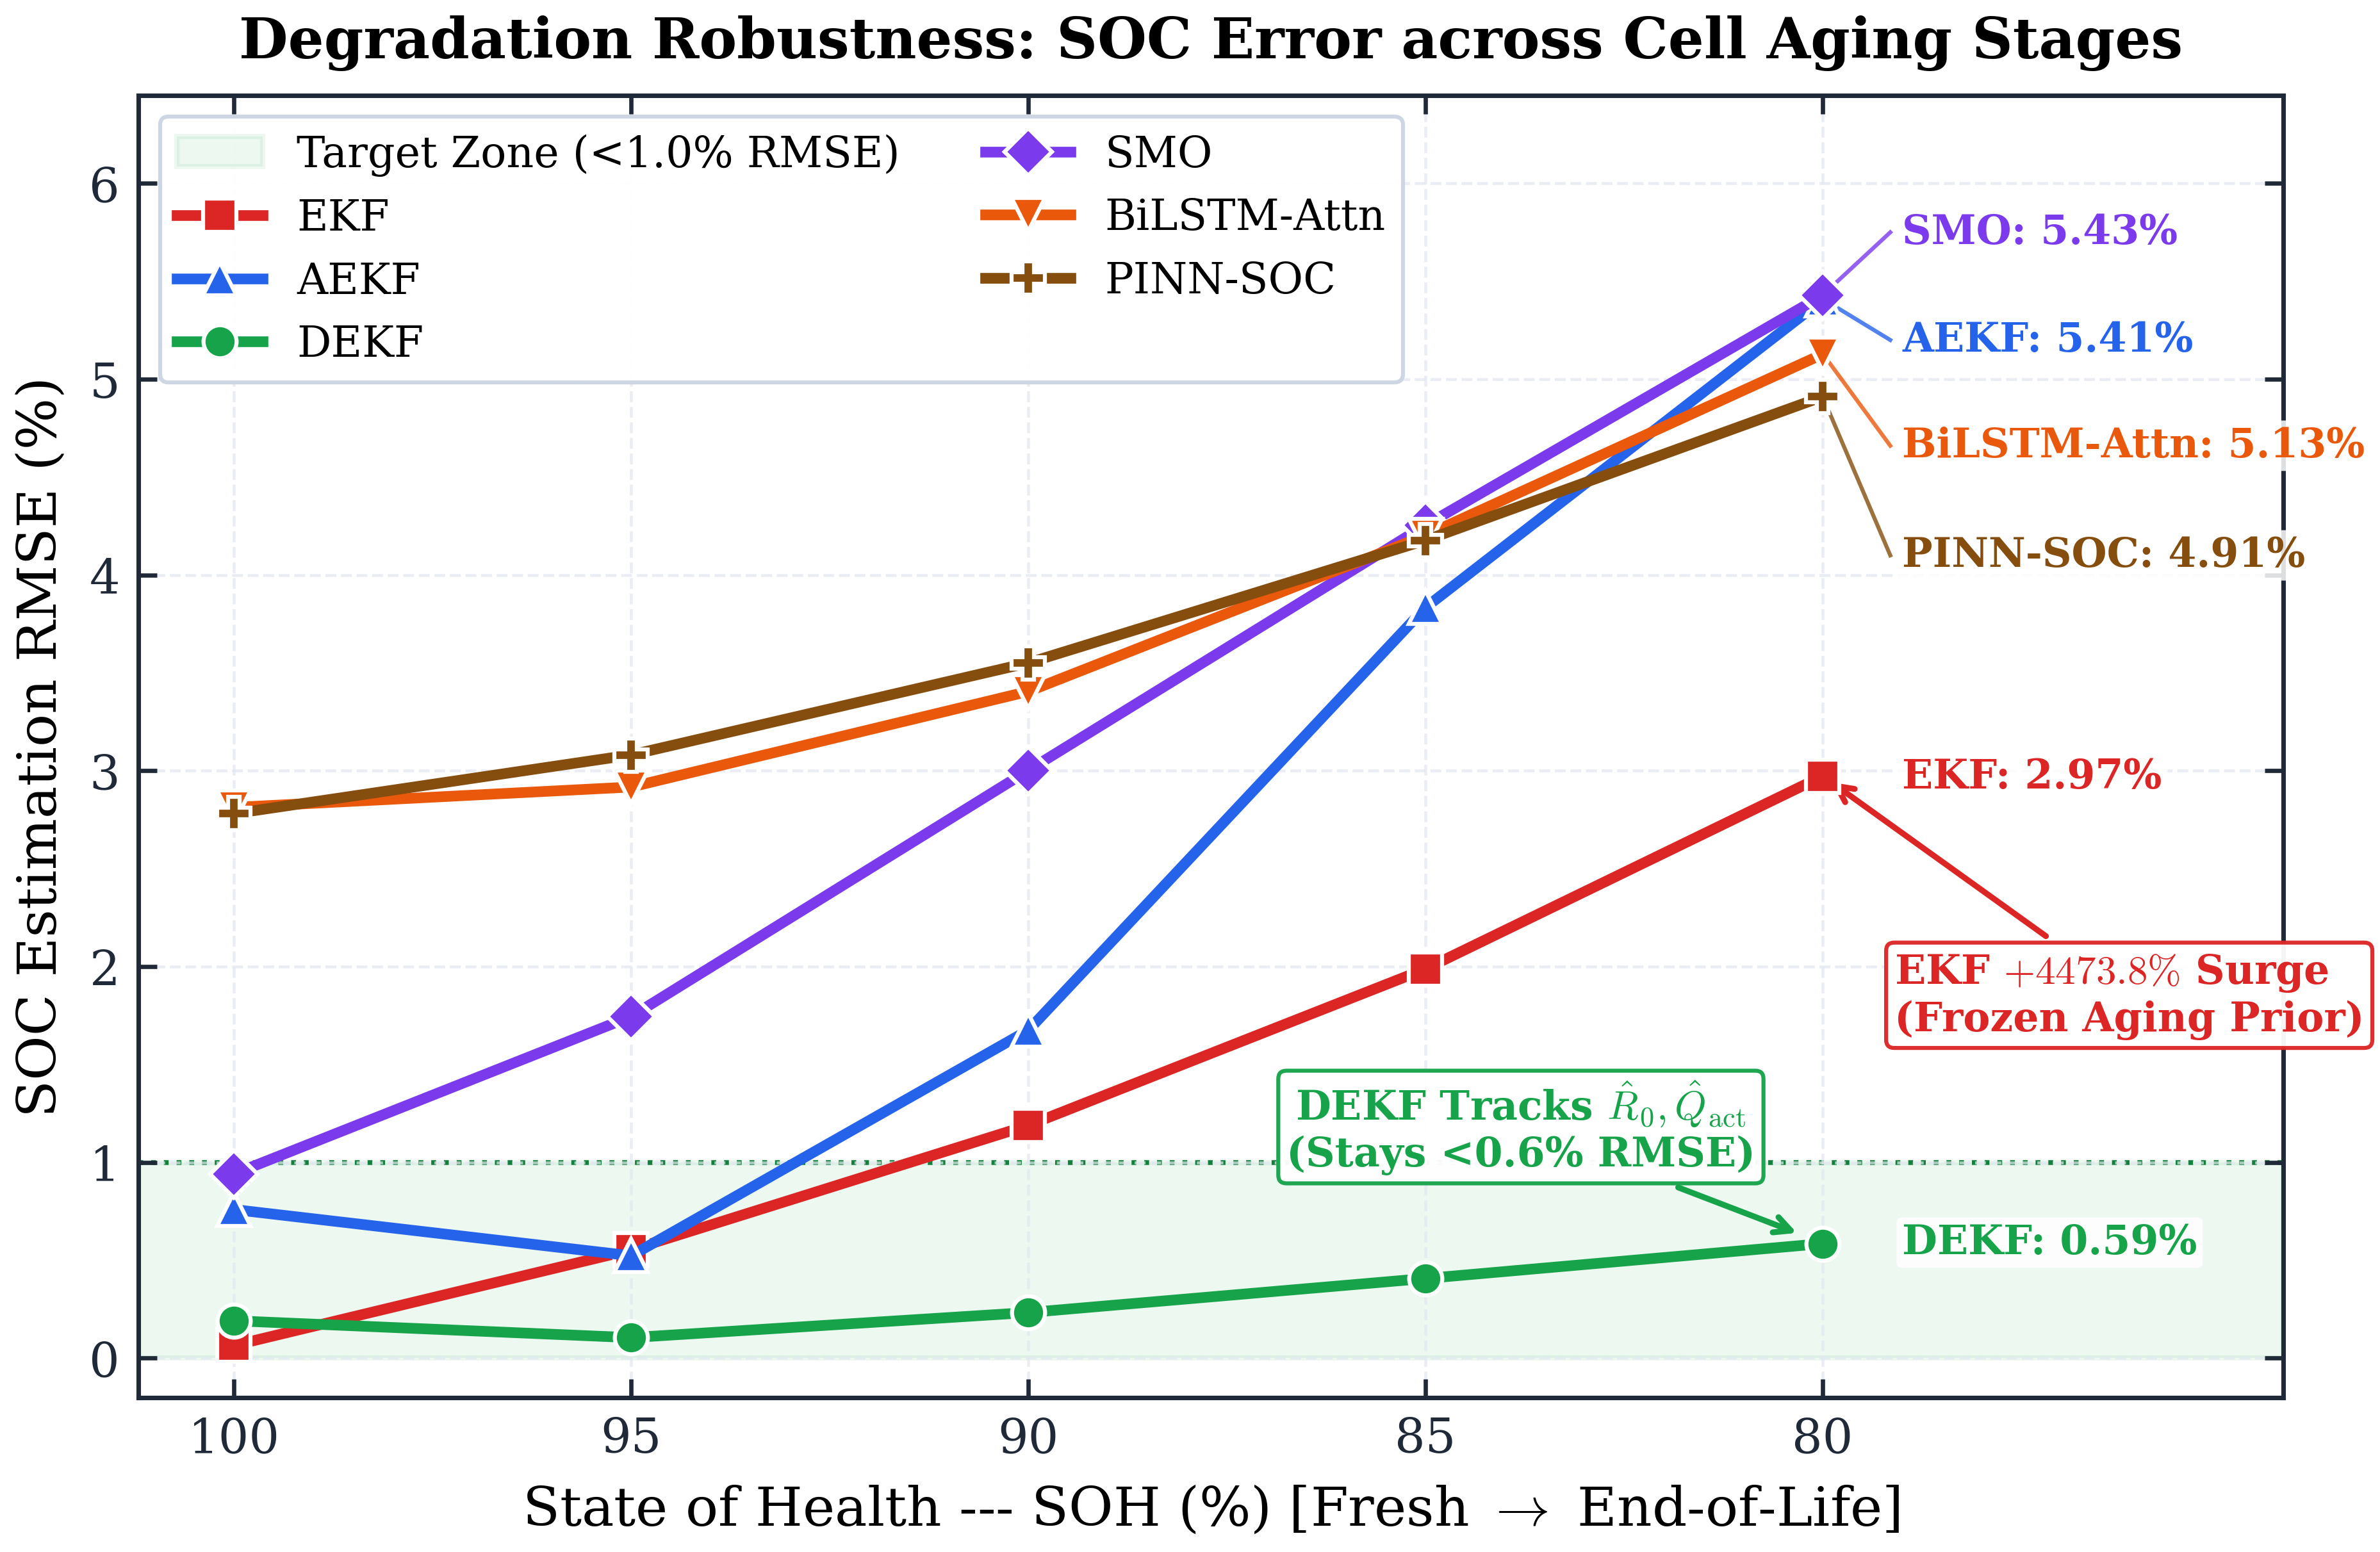 Degradation Robustness: SOC Error across Cell Aging Stages
Target Zone (<1.0% RMSE)
EKF
AEKF
DEKF
SMO
BiLSTM-Attn
PINN-SOC
SOC Estimation RMSE (%)
6
5
4
3
2
1
0
SMO: 5.43%
AEKF: 5.41%
BiLSTM-Attn: 5.13%
PINN-SOC: 4.91%
EKF: 2.97%
EKF +4473.8% Surge
(Frozen Aging Prior)
DEKF Tracks R̂₀, Q̂act
(Stays <0.6% RMSE)
DEKF: 0.59%
100 95 90 85 80
State of Health --- SOH (%) [Fresh → End-of-Life]